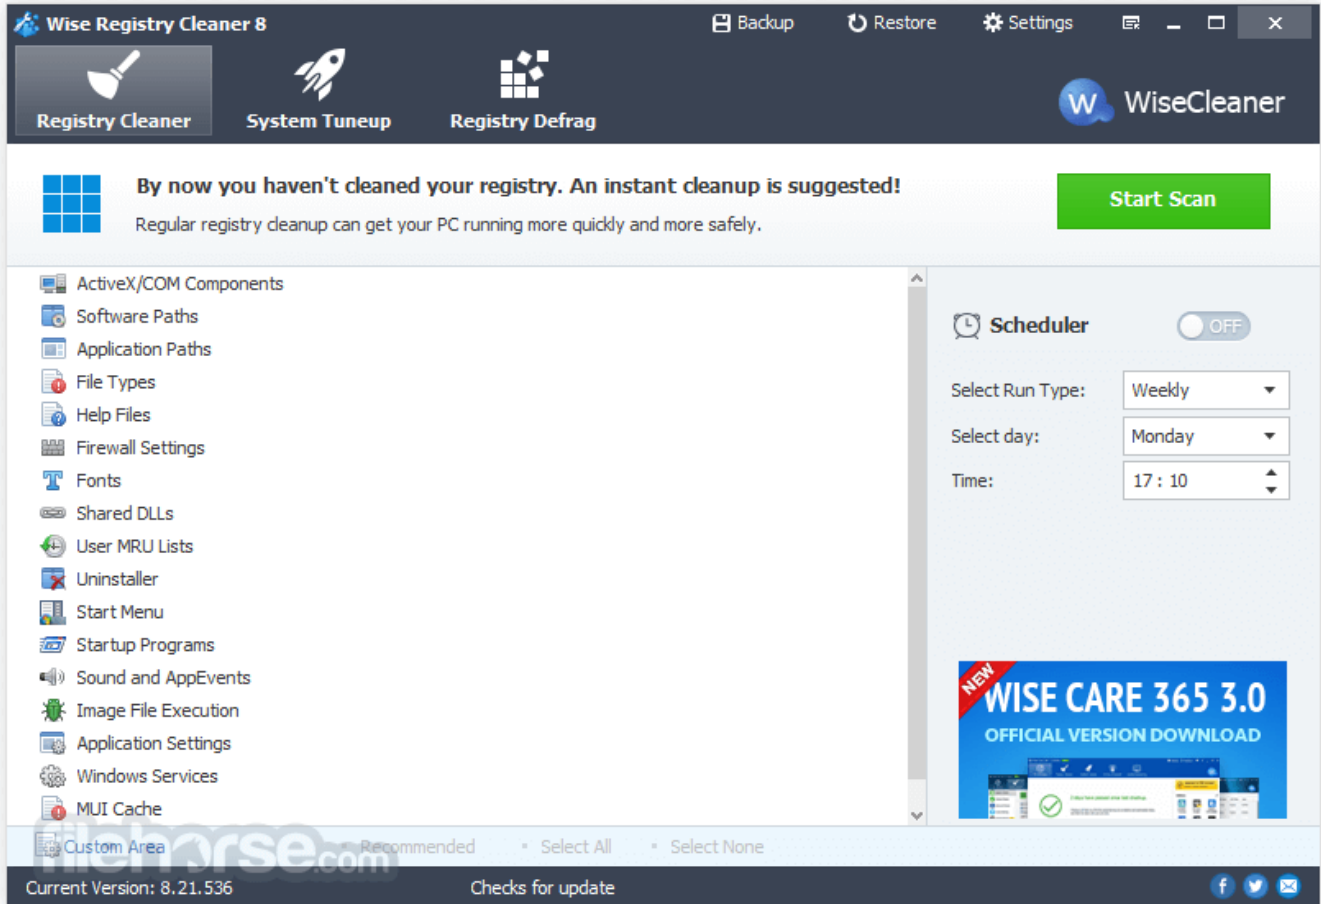 Wise Registry Cleaner 8
Backup
Restore
Settings
Registry Cleaner
System Tuneup
Registry Defrag
W WiseCleaner
By now you haven't cleaned your registry. An instant cleanup is suggested!
Regular registry cleanup can get your PC running more quickly and more safely.
Start Scan
ActiveX/COM Components
Software Paths
Application Paths
File Types
Help Files
Firewall Settings
Fonts
Shared DLLs
User MRU Lists
Uninstaller
Start Menu
Startup Programs
Sound and AppEvents
Image File Execution
Application Settings
Windows Services
MUI Cache
Scheduler
OFF
Select Run Type:
Weekly
Select day:
Monday
Time:
17 : 10
NEW
WISE CARE 365 3.0
OFFICIAL VERSION DOWNLOAD
Custom Area
Recommended
Select All
Select None
filehorse.com
Current Version: 8.21.536
Checks for update